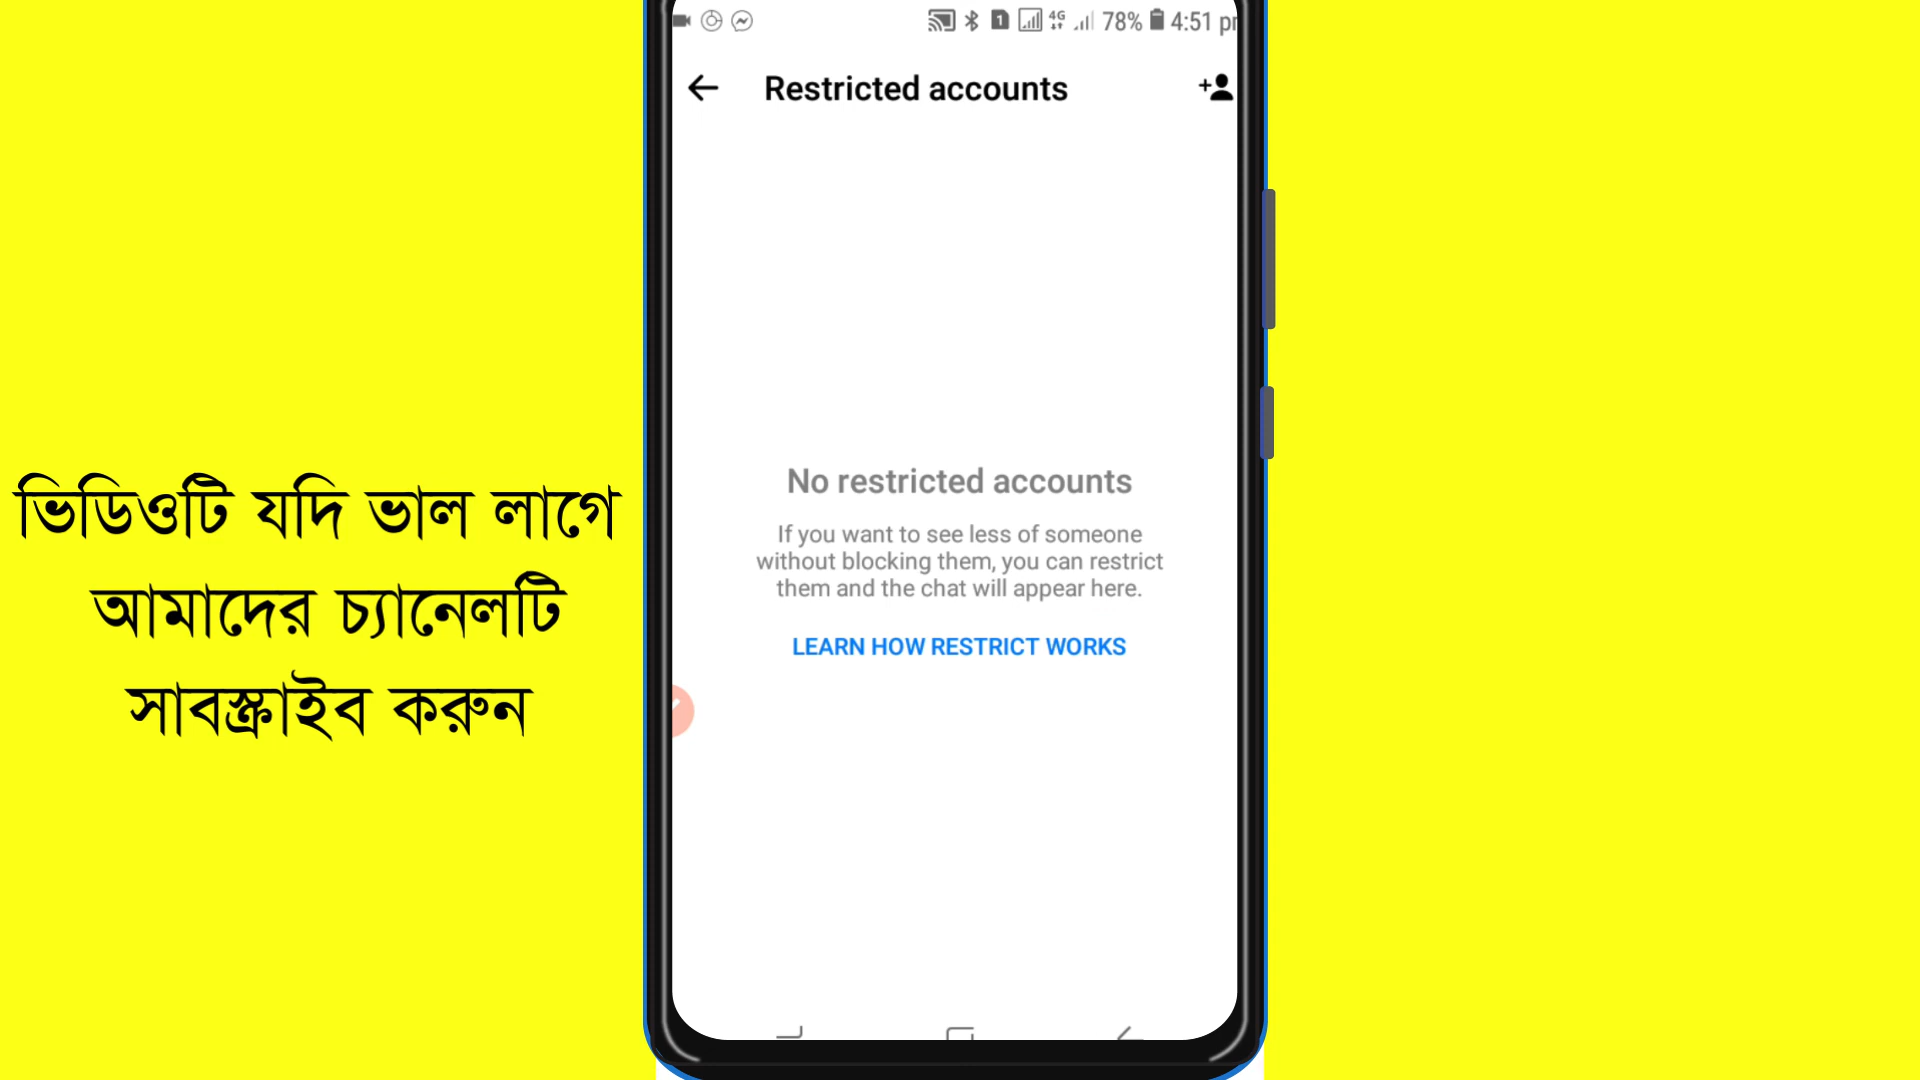 4G 78% 4:51
Restricted accounts
No restricted accounts
If you want to see less of someone
without blocking them, you can restrict
them and the chat will appear here.
LEARN HOW RESTRICT WORKS
ভিডিওটি যদি ভাল লাগে
আমাদের চ্যানেলটি
সাবস্ক্রাইব করুন